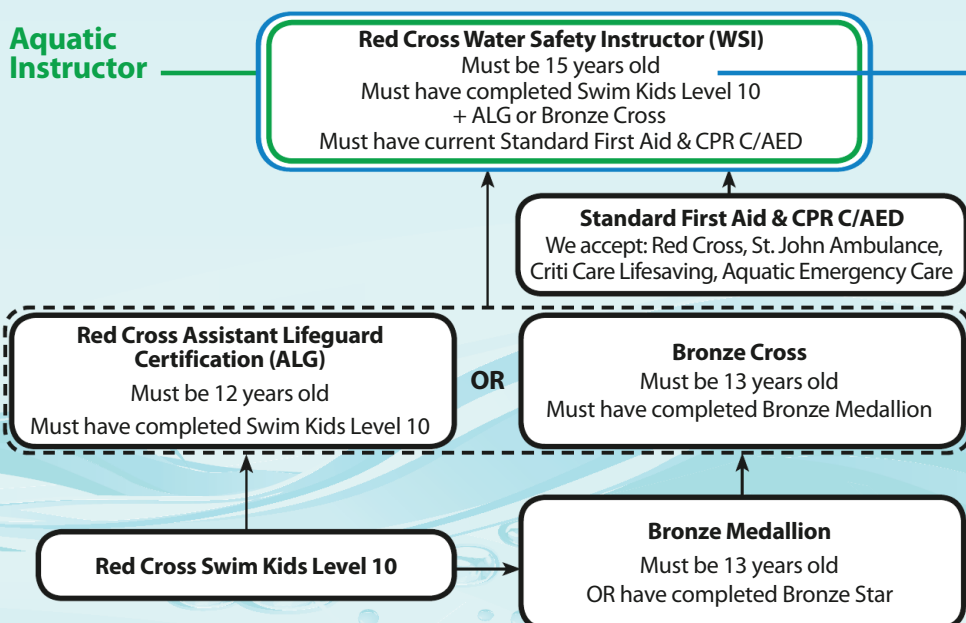 Aquatic
Instructor
Red Cross Water Safety Instructor (WSI)
Must be 15 years old
Must have completed Swim Kids Level 10
+ ALG or Bronze Cross
Must have current Standard First Aid & CPR C/AED
Standard First Aid & CPR C/AED
We accept: Red Cross, St. John Ambulance,
Criti Care Lifesaving, Aquatic Emergency Care
Red Cross Assistant Lifeguard
Certification (ALG)
Must be 12 years old
Must have completed Swim Kids Level 10
OR
Bronze Cross
Must be 13 years old
Must have completed Bronze Medallion
Red Cross Swim Kids Level 10
Bronze Medallion
Must be 13 years old
OR have completed Bronze Star